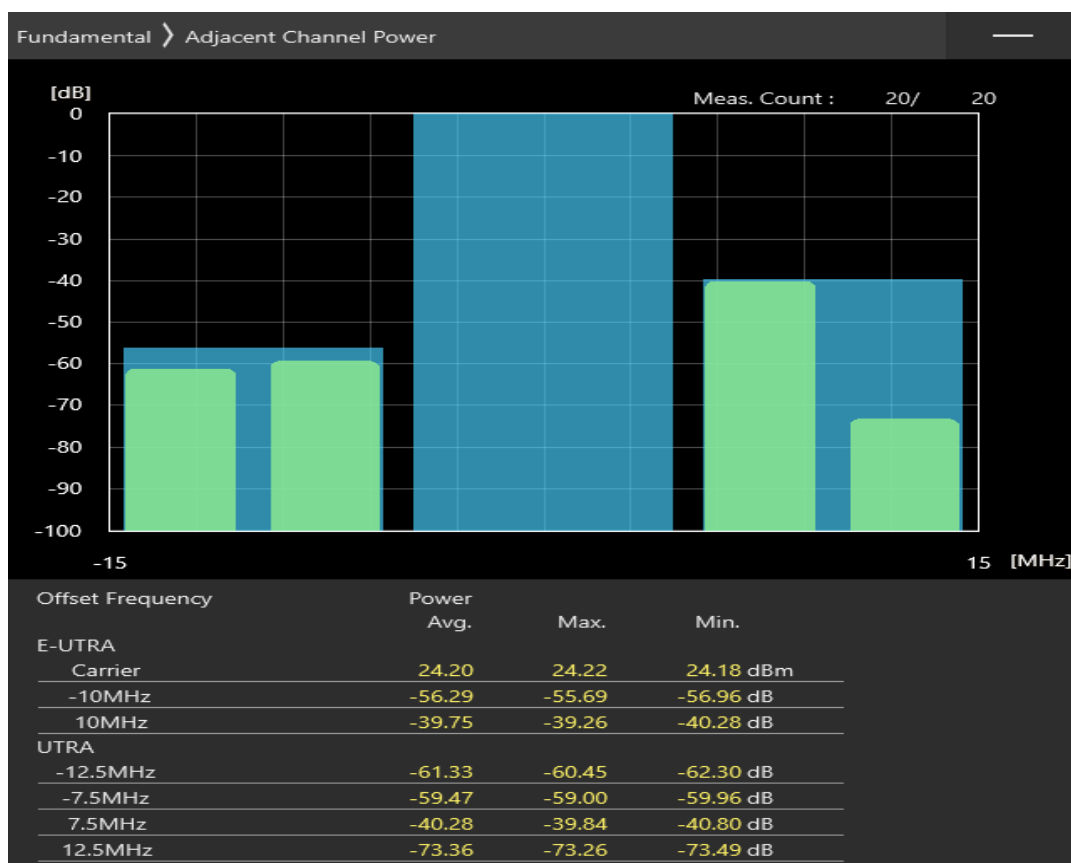 Fundamental 〉 Adjacent Channel Power
[dB]
Meas. Count : 20/ 20
0
-10
-20
-30
-40
-50
-60
-70
-80
-90
-100
-15 15 [MHz]
Offset Frequency Power
Avg. Max. Min.
E-UTRA
Carrier 24.20 24.22 24.18 dBm
-10MHz -56.29 -55.69 -56.96 dB
10MHz -39.75 -39.26 -40.28 dB
UTRA
-12.5MHz -61.33 -60.45 -62.30 dB
-7.5MHz -59.47 -59.00 -59.96 dB
7.5MHz -40.28 -39.84 -40.80 dB
12.5MHz -73.36 -73.26 -73.49 dB